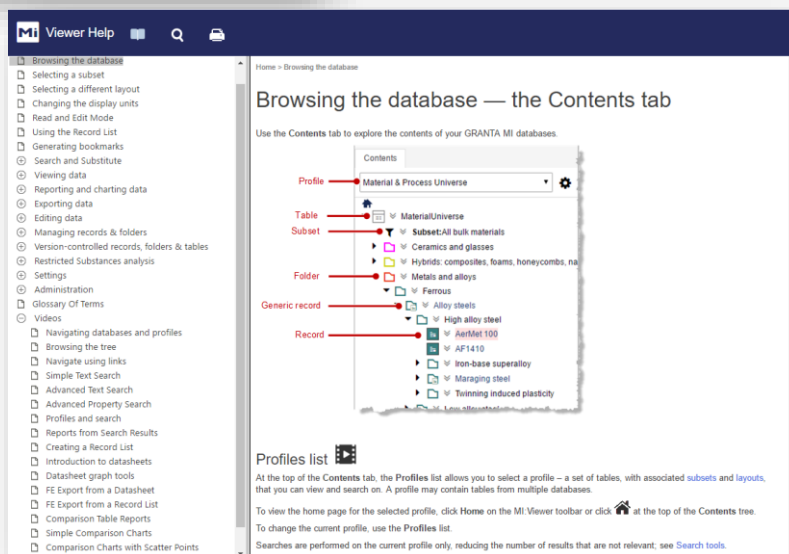 Mi Viewer Help
Browsing the database
Selecting a subset
Selecting a different layout
Changing the display units
Read and Edit Mode
Using the Record List
Generating bookmarks
Search and Substitute
Viewing data
Reporting and charting data
Exporting data
Editing data
Managing records & folders
Version-controlled records, folders & tables
Restricted Substances analysis
Settings
Administration
Glossary Of Terms
Videos
Navigating databases and profiles
Browsing the tree
Navigate using links
Simple Text Search
Advanced Text Search
Advanced Property Search
Profiles and search
Reports from Search Results
Creating a Record List
Introduction to datasheets
Datasheet graph tools
FE Export from a Datasheet
FE Export from a Record List
Comparison Table Reports
Simple Comparison Charts
Comparison Charts with Scatter Points
Home > Browsing the database
Browsing the database — the Contents tab
Use the Contents tab to explore the contents of your GRANTA MI databases.
Contents
Profile Material & Process Universe
Table MaterialUniverse
Subset Subset:All bulk materials
Ceramics and glasses
Hybrids: composites, foams, honeycombs, na
Folder Metals and alloys
Ferrous
Generic record Alloy steels
High alloy steel
Record AerMet 100
AF1410
Iron-base superalloy
Maraging steel
Twinning induced plasticity
Profiles list
At the top of the Contents tab, the Profiles list allows you to select a profile – a set of tables, with associated subsets and layouts,
that you can view and search on. A profile may contain tables from multiple databases.
To view the home page for the selected profile, click Home on the MI:Viewer toolbar or click at the top of the Contents tree.
To change the current profile, use the Profiles list.
Searches are performed on the current profile only, reducing the number of results that are not relevant; see Search tools.